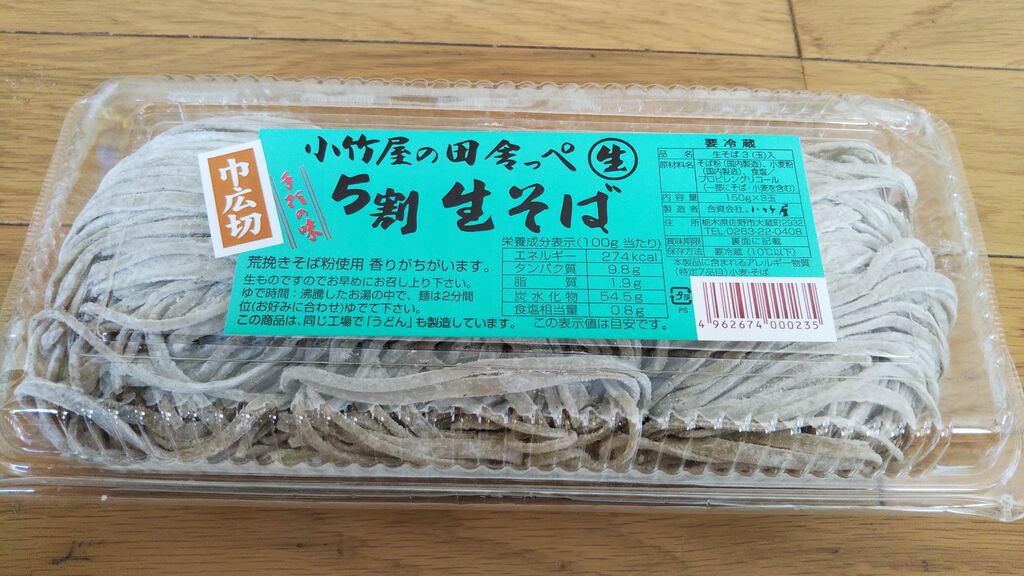 巾広切
手打の味
小竹屋の田舎っぺ 生
5割 生そば
荒挽きそば粉使用 香りがちがいます。
生ものですのでお早めにお召し上り下さい。
ゆで時間：沸騰したお湯の中で、麺は2分間
位(お好みに合わせ)ゆでて下さい。
この商品は、同じ工場で「うどん」も製造しています。
栄養成分表示(100g 当たり)
エネルギー 274kcal
タンパク質 9.8g
脂質 1.9g
炭水化物 54.5g
食塩相当量 0.8g
この表示値は目安です。
プラ
PS
要冷蔵
品名 生そば3(玉)入
原材料名 そば粉(国内製造)、小麦粉
(国内製造)、食塩／
プロピレングリコール
(一部にそば・小麦を含む)
内容量 150g×3玉
製造者 合資会社 小竹屋
住所 栃木県佐野市大蔵町2932
TEL 0283-22-0408
賞味期限 裏面に記載
保存方法 要冷蔵(10℃以下)
本製品に含まれるアレルギー物質
(特定7品目)小麦・そば
4 962674 000235